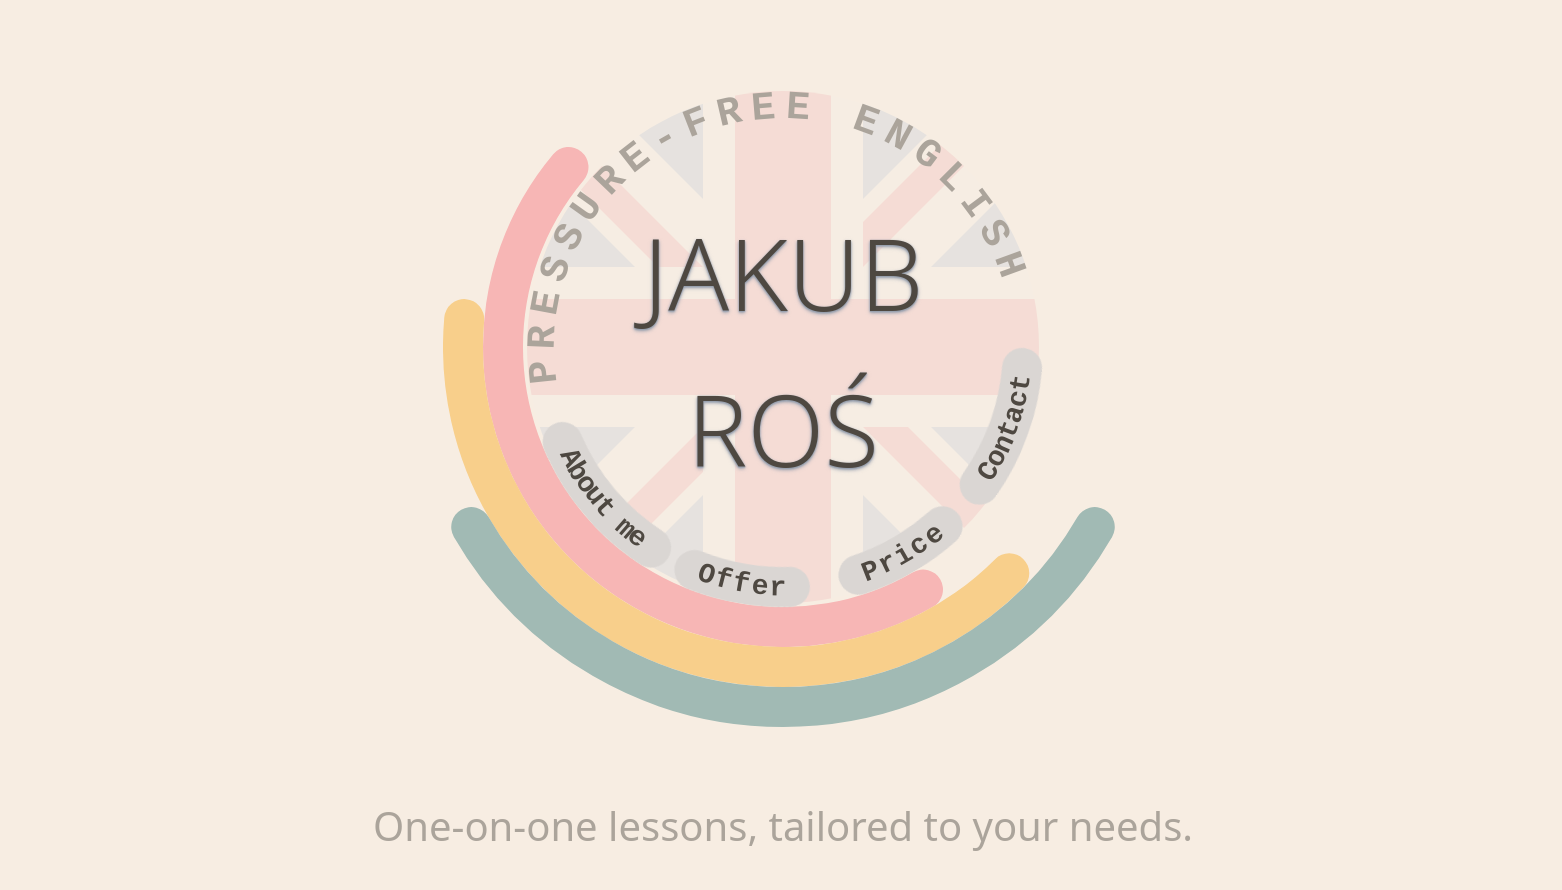 PRESSURE-FREE ENGLISH
JAKUB
ROŚ
About me
Offer
Price
Contact
One-on-one lessons, tailored to your needs.